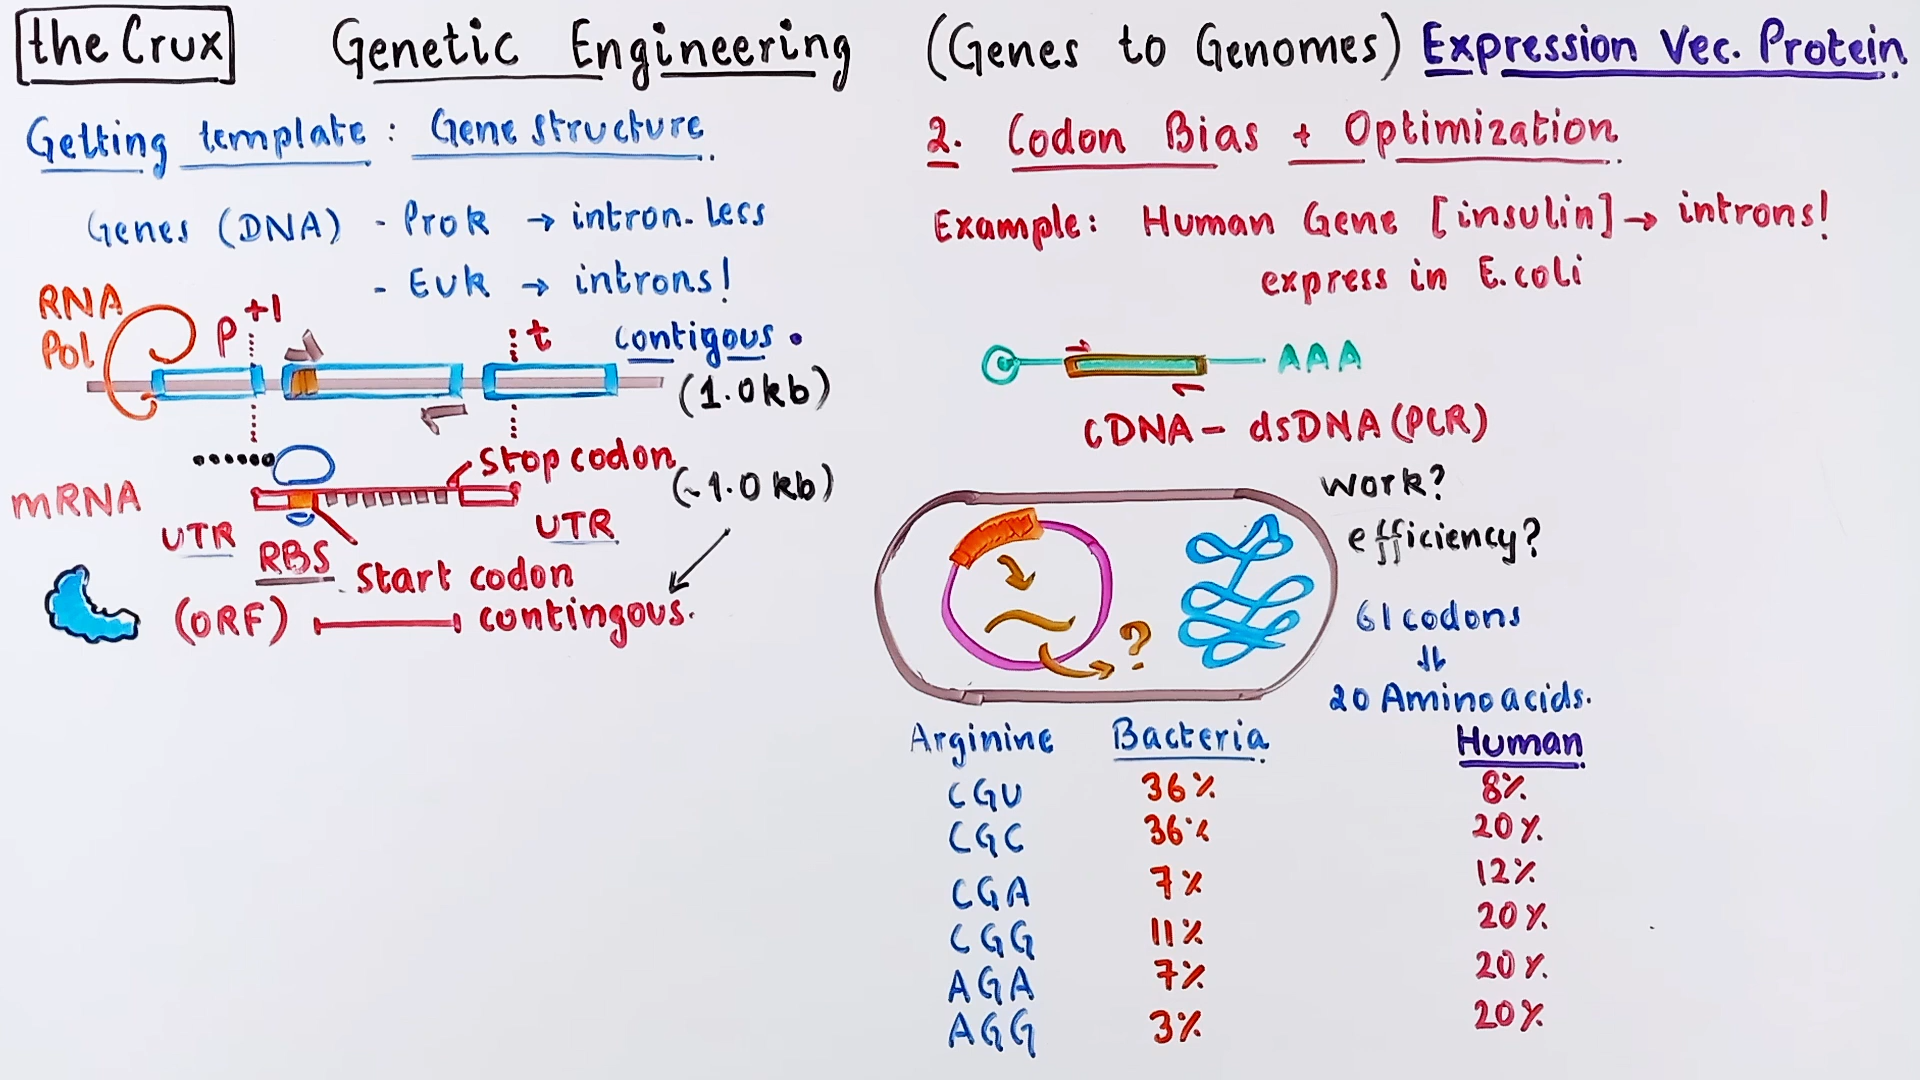 the Crux Genetic Engineering (Genes to Genomes) Expression Vec. Protein
Getting template : Gene structure
Genes (DNA) - Prok → intron-less
- Euk → introns!
RNA
Pol
P +1
t
contigous.
(1.0kb)
stop codon
(~1.0 kb)
mRNA
UTR
RBS
UTR
start codon
(ORF) contingous.
2. Codon Bias + Optimization
Example: Human Gene [insulin] → introns!
express in E.coli
AAA
cDNA - dsDNA (PCR)
work?
efficiency?
?
61 codons
20 Amino acids.
Arginine Bacteria Human
CGU 36% 8%
CGC 36% 20%
CGA 7% 12%
CGG 11% 20%
AGA 7% 20%
AGG 3% 20%